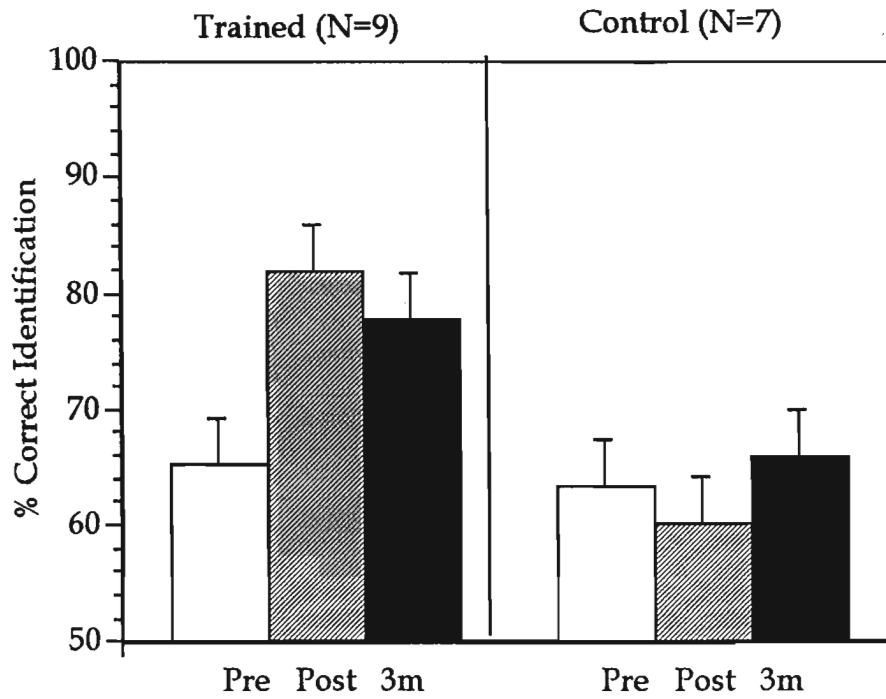 Trained (N=9)
Control (N=7)
% Correct Identification
100
90
80
70
60
50
Pre Post 3m
Pre Post 3m